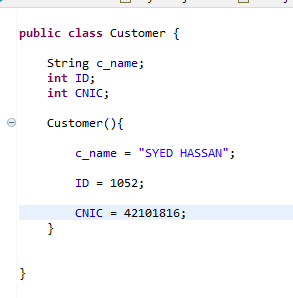 public class Customer {
String c_name;
int ID;
int CNIC;
Customer(){
c_name = "SYED HASSAN";
ID = 1052;
CNIC = 42101816;
}
}